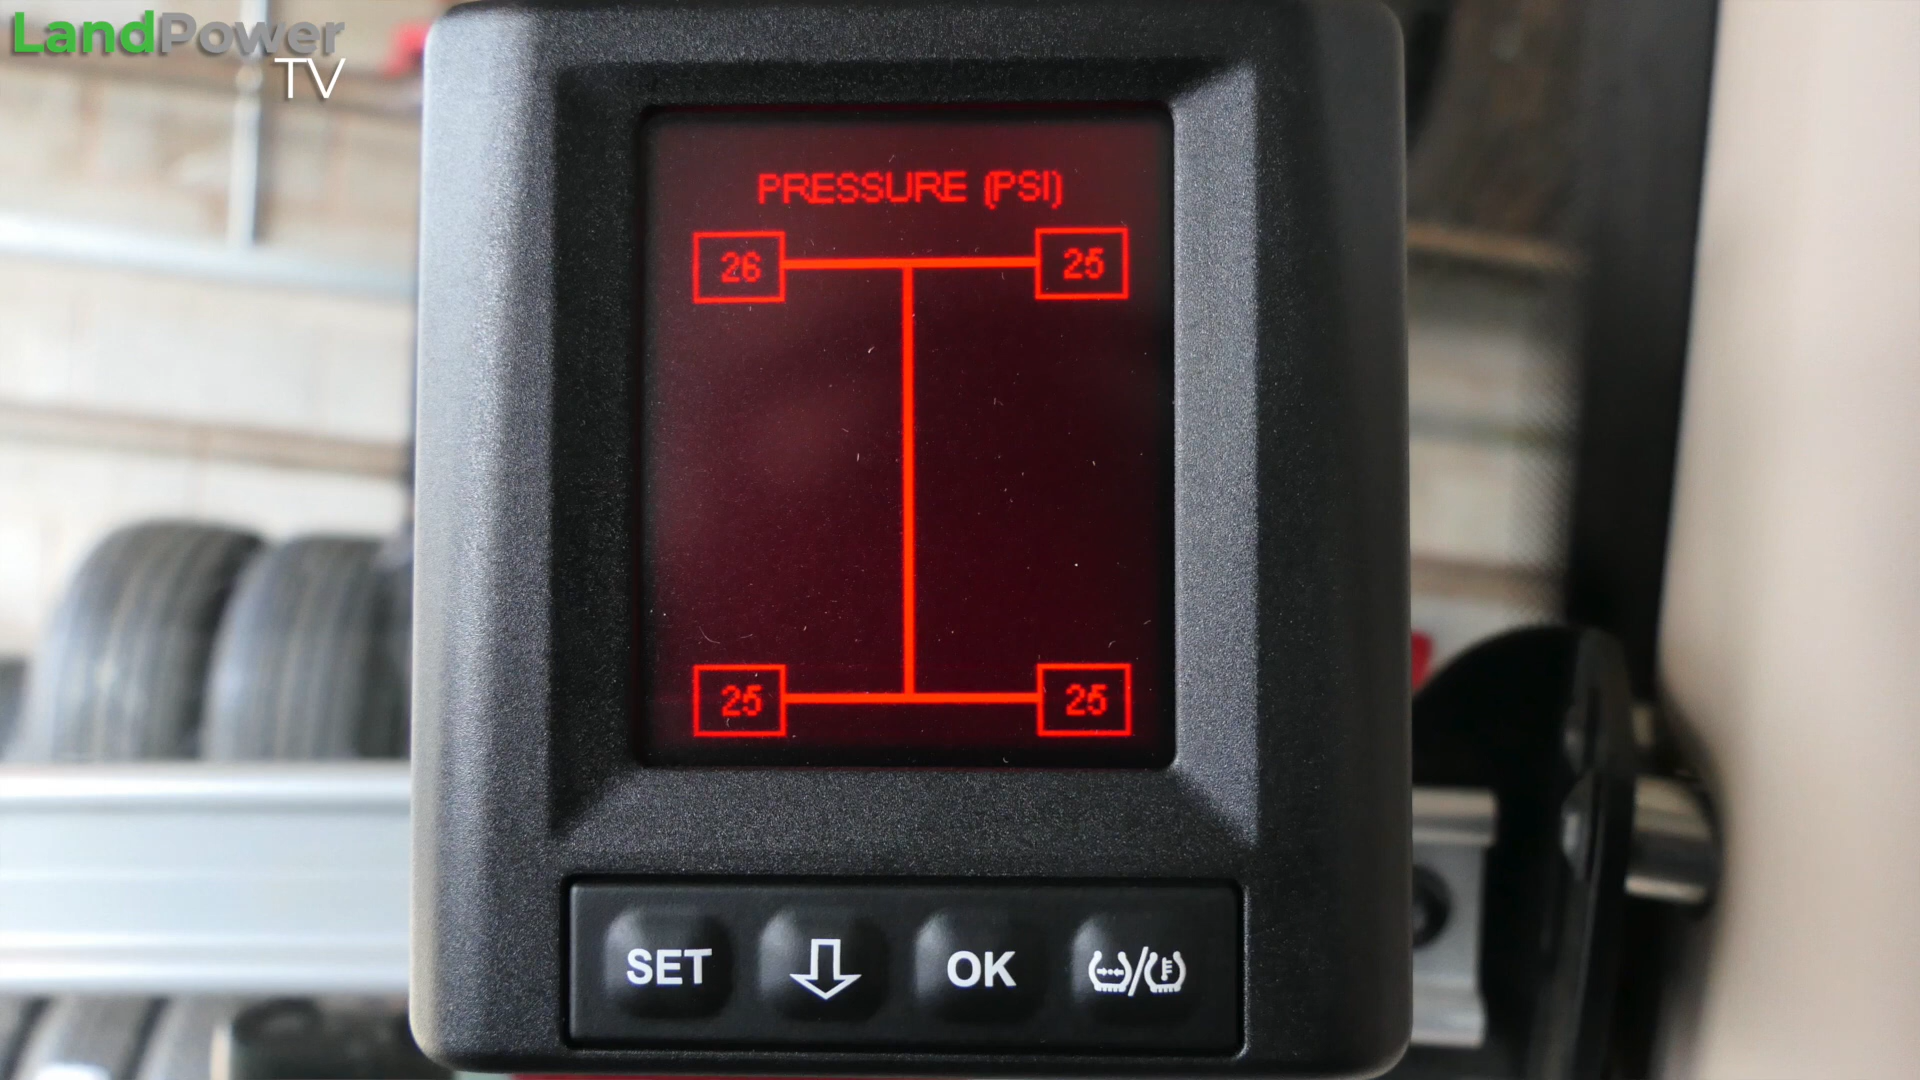 LandPower
TV
PRESSURE (PSI)
26 25
25 25
SET OK